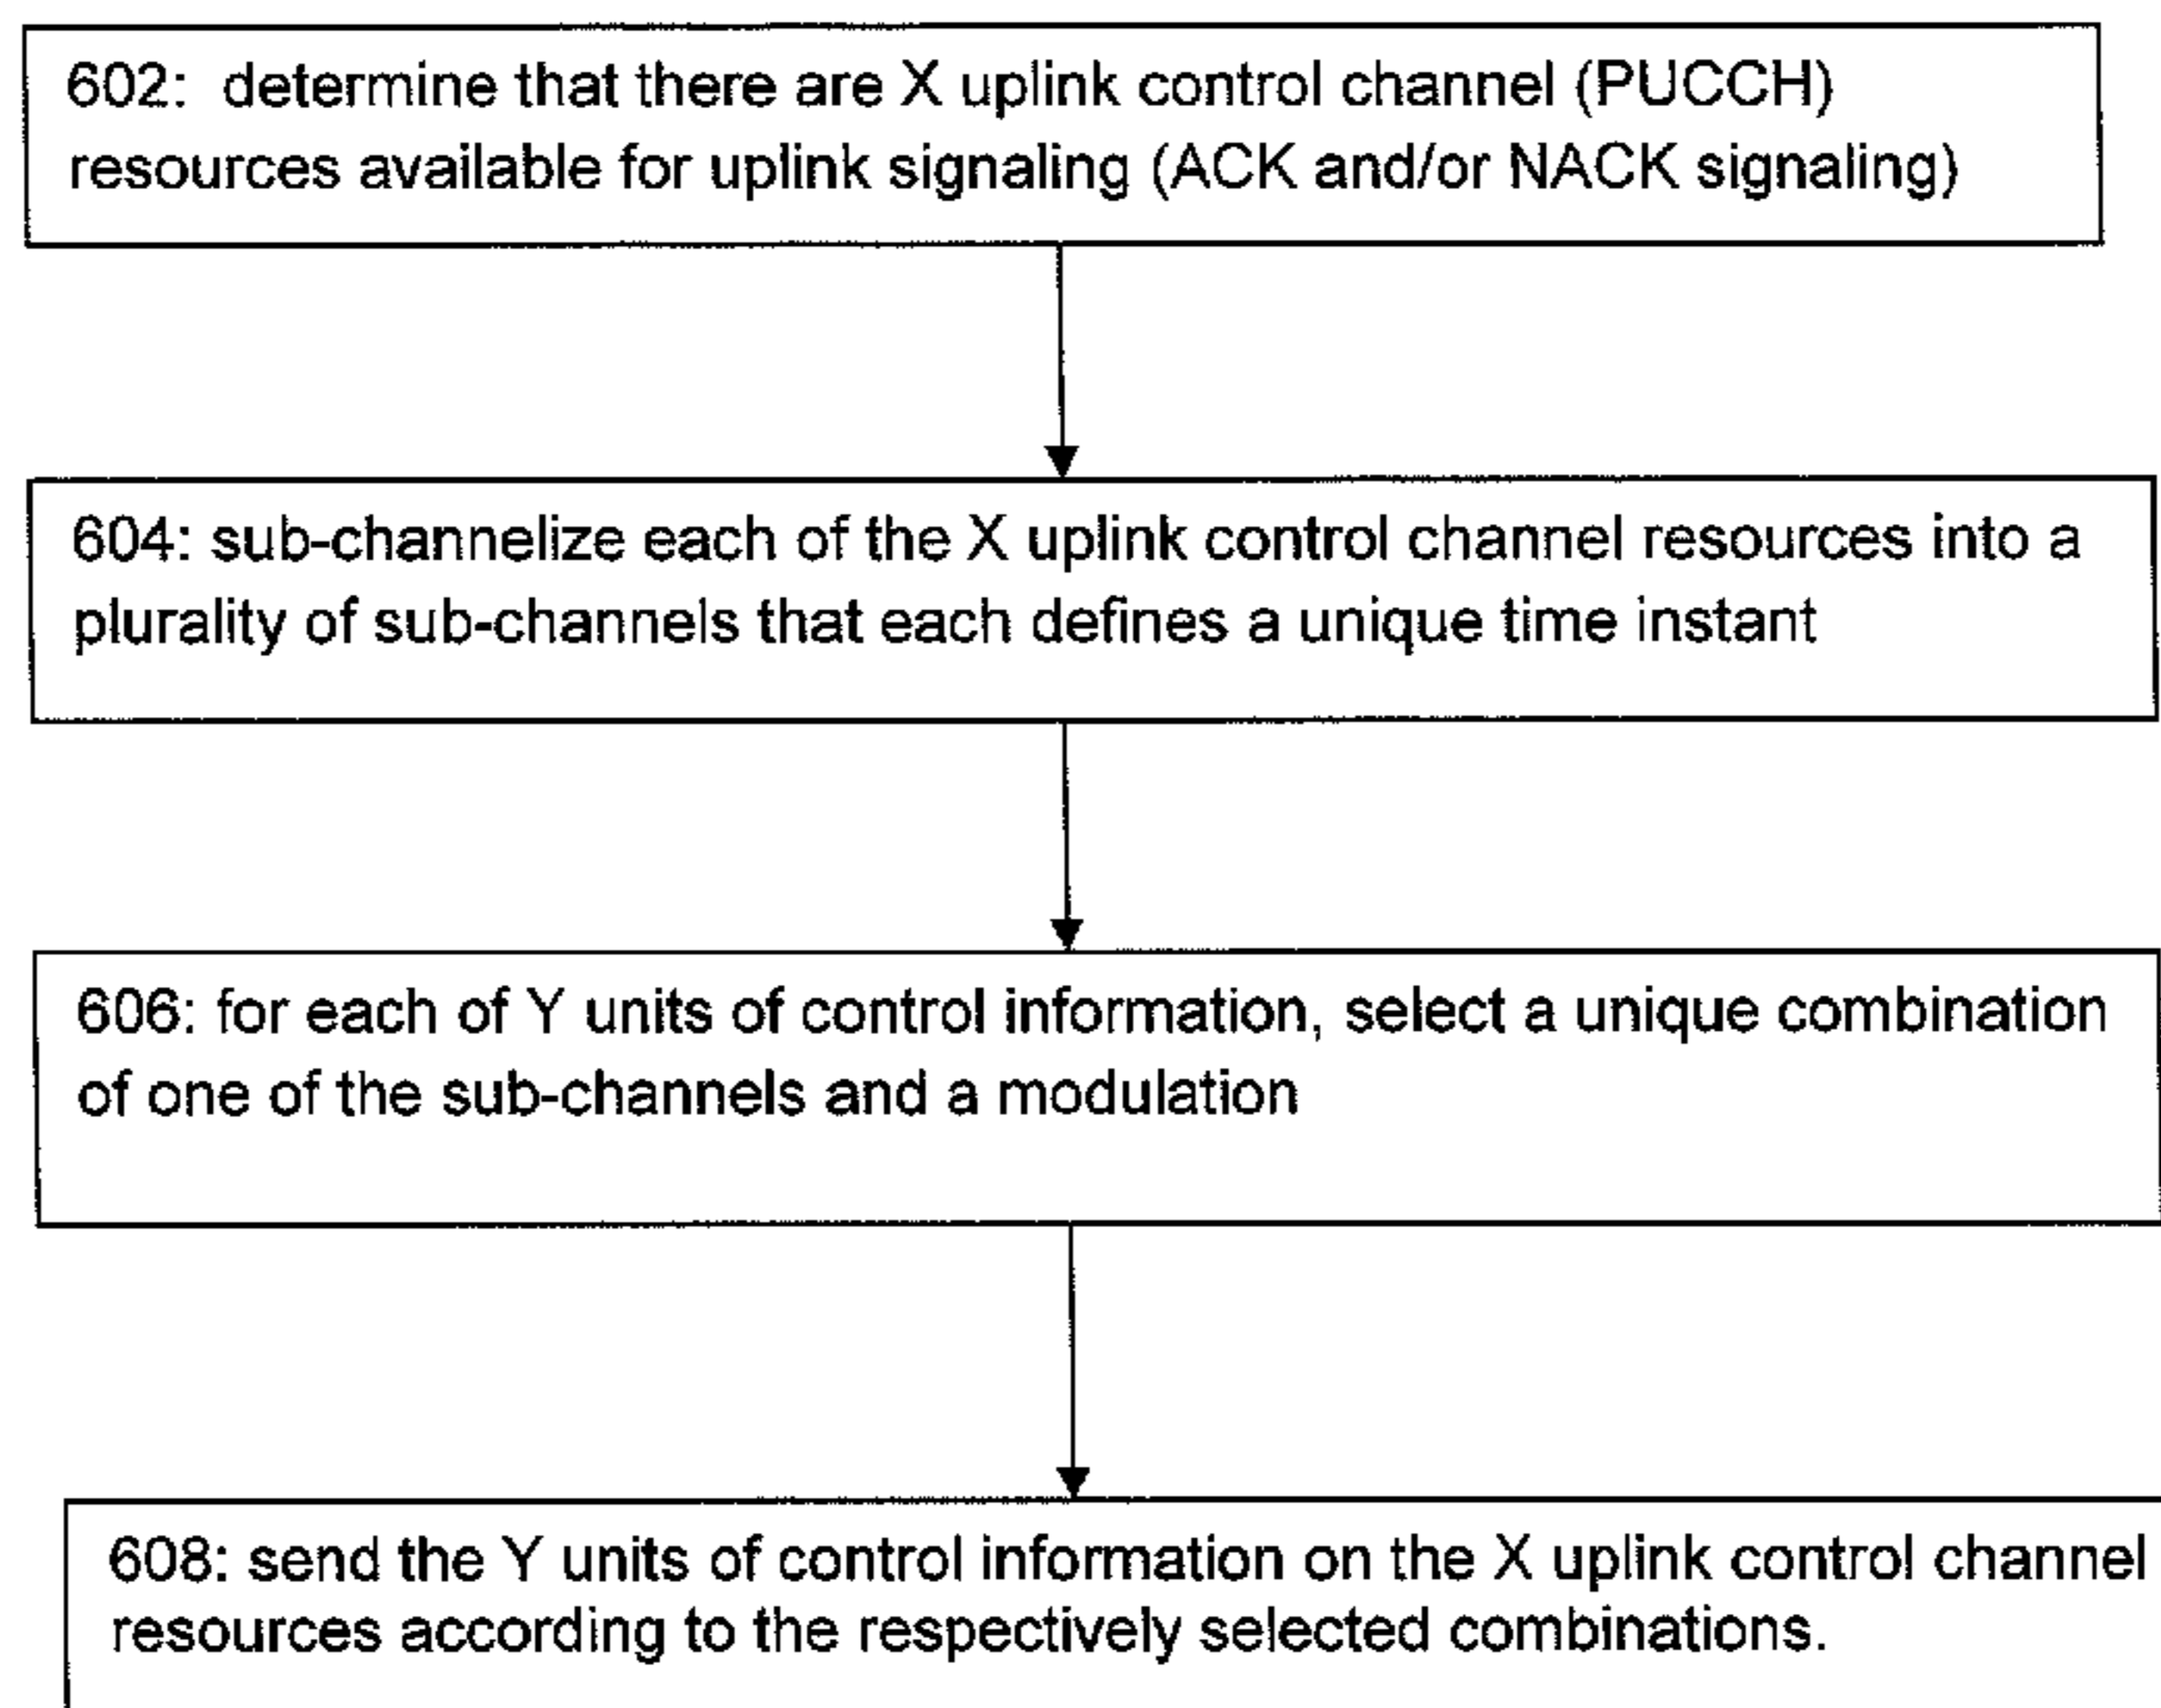 602: determine that there are X uplink control channel (PUCCH)
resources available for uplink signaling (ACK and/or NACK signaling)
604: sub-channelize each of the X uplink control channel resources into a
plurality of sub-channels that each defines a unique time instant
606: for each of Y units of control information, select a unique combination
of one of the sub-channels and a modulation
608: send the Y units of control information on the X uplink control channel
resources according to the respectively selected combinations.